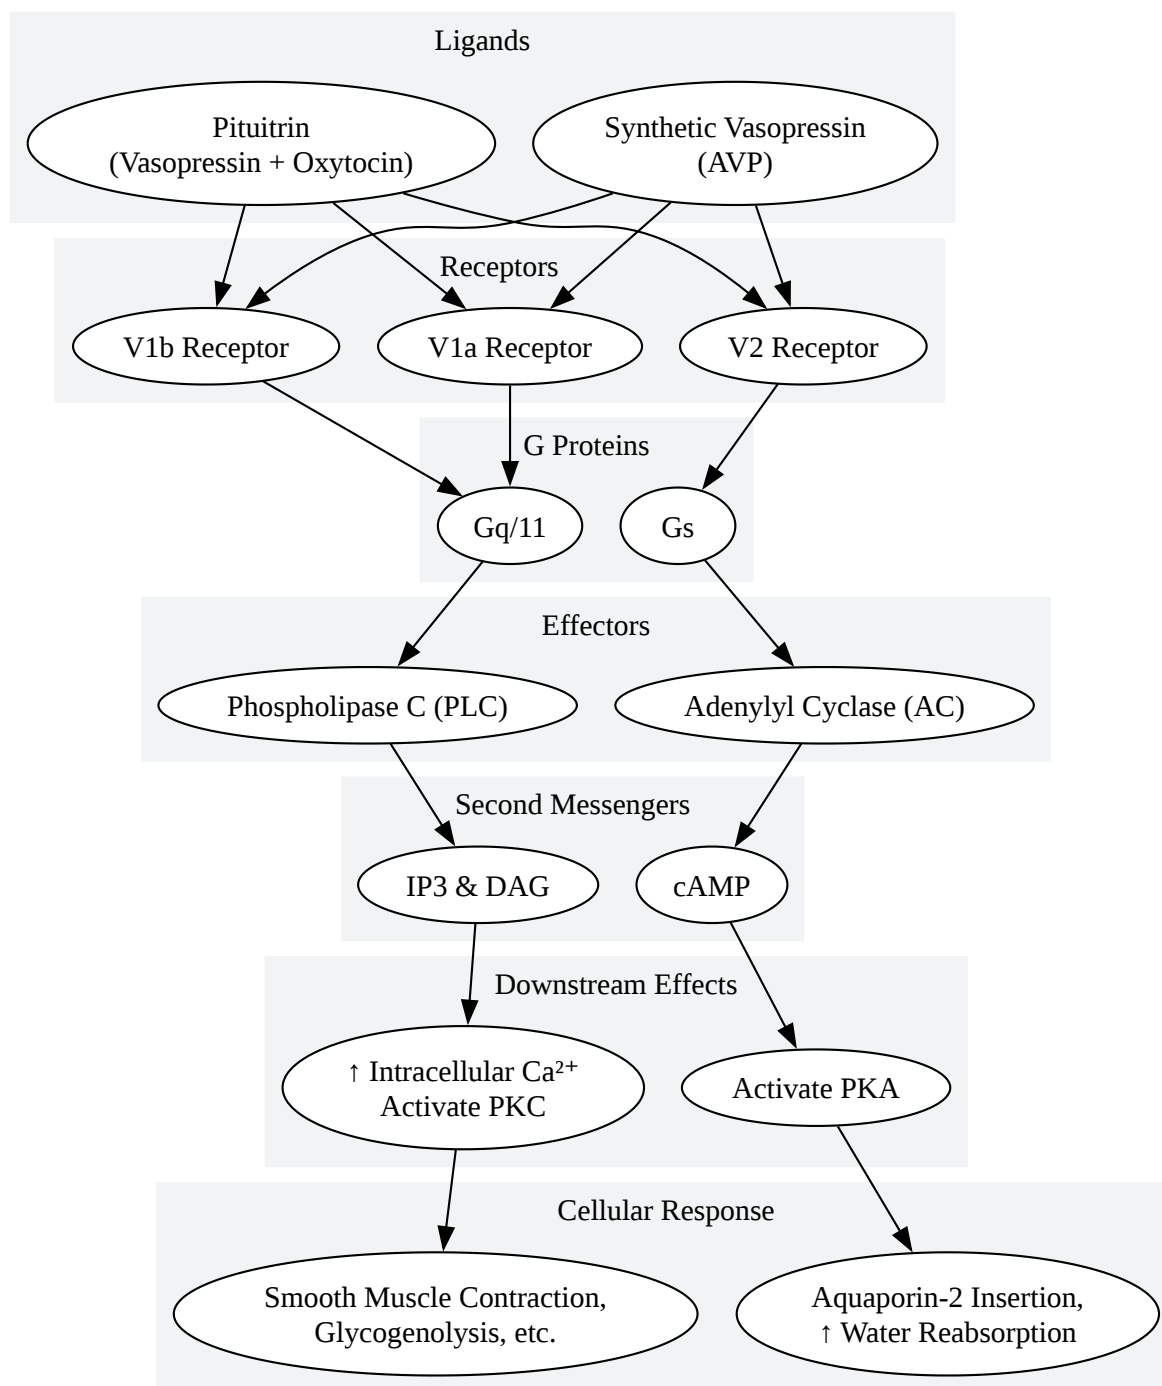 Ligands
Pituitrin
(Vasopressin + Oxytocin)
Synthetic Vasopressin
(AVP)
Receptors
V1b Receptor
V1a Receptor
V2 Receptor
G Proteins
Gq/11
Gs
Effectors
Phospholipase C (PLC)
Adenylyl Cyclase (AC)
Second Messengers
IP3 & DAG
cAMP
Downstream Effects
↑ Intracellular Ca²⁺
Activate PKC
Activate PKA
Cellular Response
Smooth Muscle Contraction,
Glycogenolysis, etc.
Aquaporin-2 Insertion,
↑ Water Reabsorption